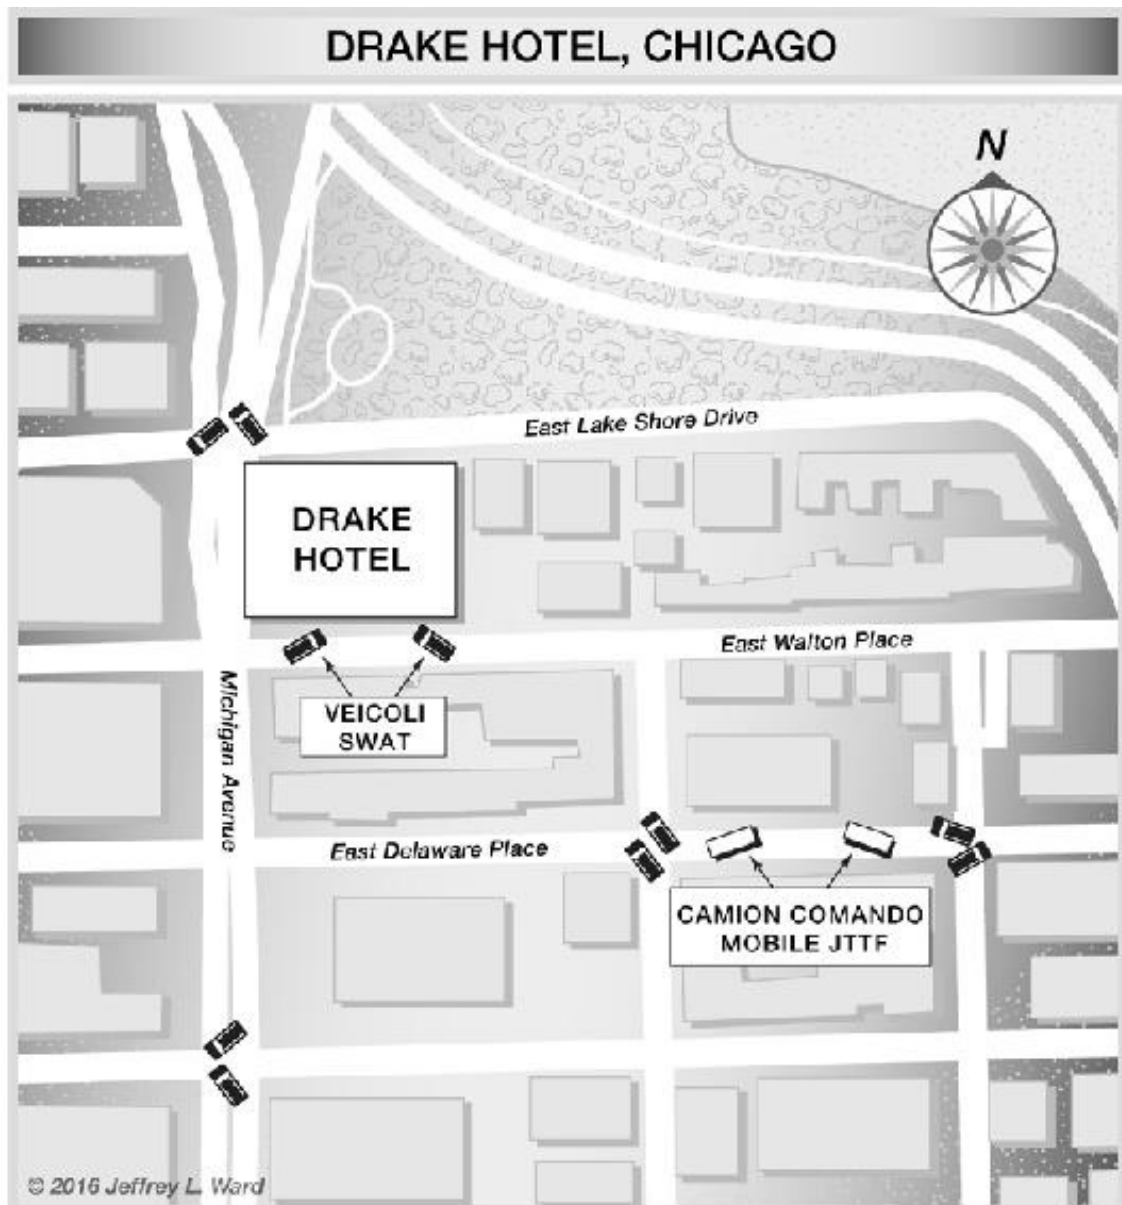 DRAKE HOTEL, CHICAGO
N
East Lake Shore Drive
DRAKE
HOTEL
East Walton Place
VEICOLI
SWAT
Michigan Avenue
East Delaware Place
CAMION COMANDO
MOBILE JTTF
© 2016 Jeffrey L. Ward